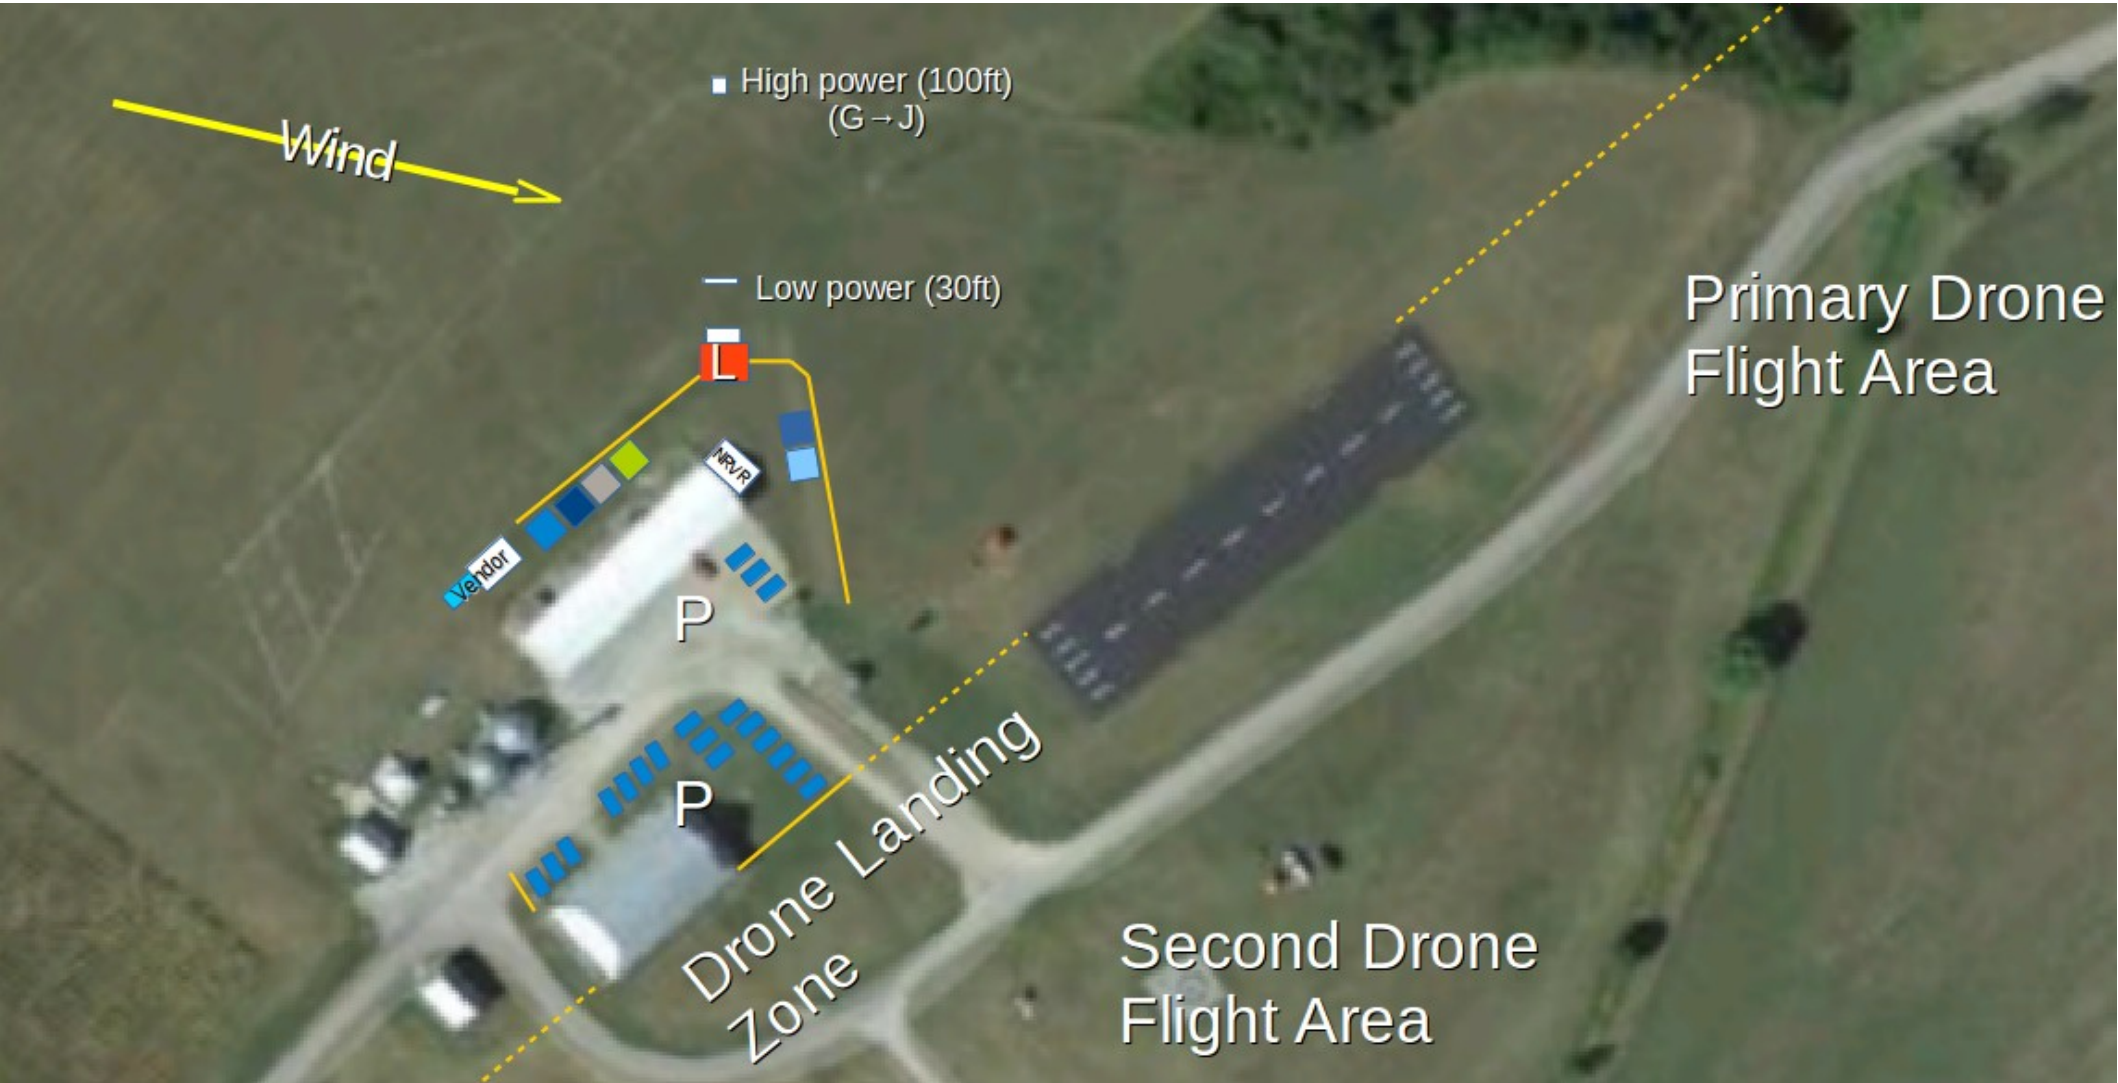 High power (100ft)
(G→J)
Wind
Low power (30ft)
Primary Drone
Flight Area
L
NRVR
Vendor
P
P
Drone Landing
Zone
Second Drone
Flight Area